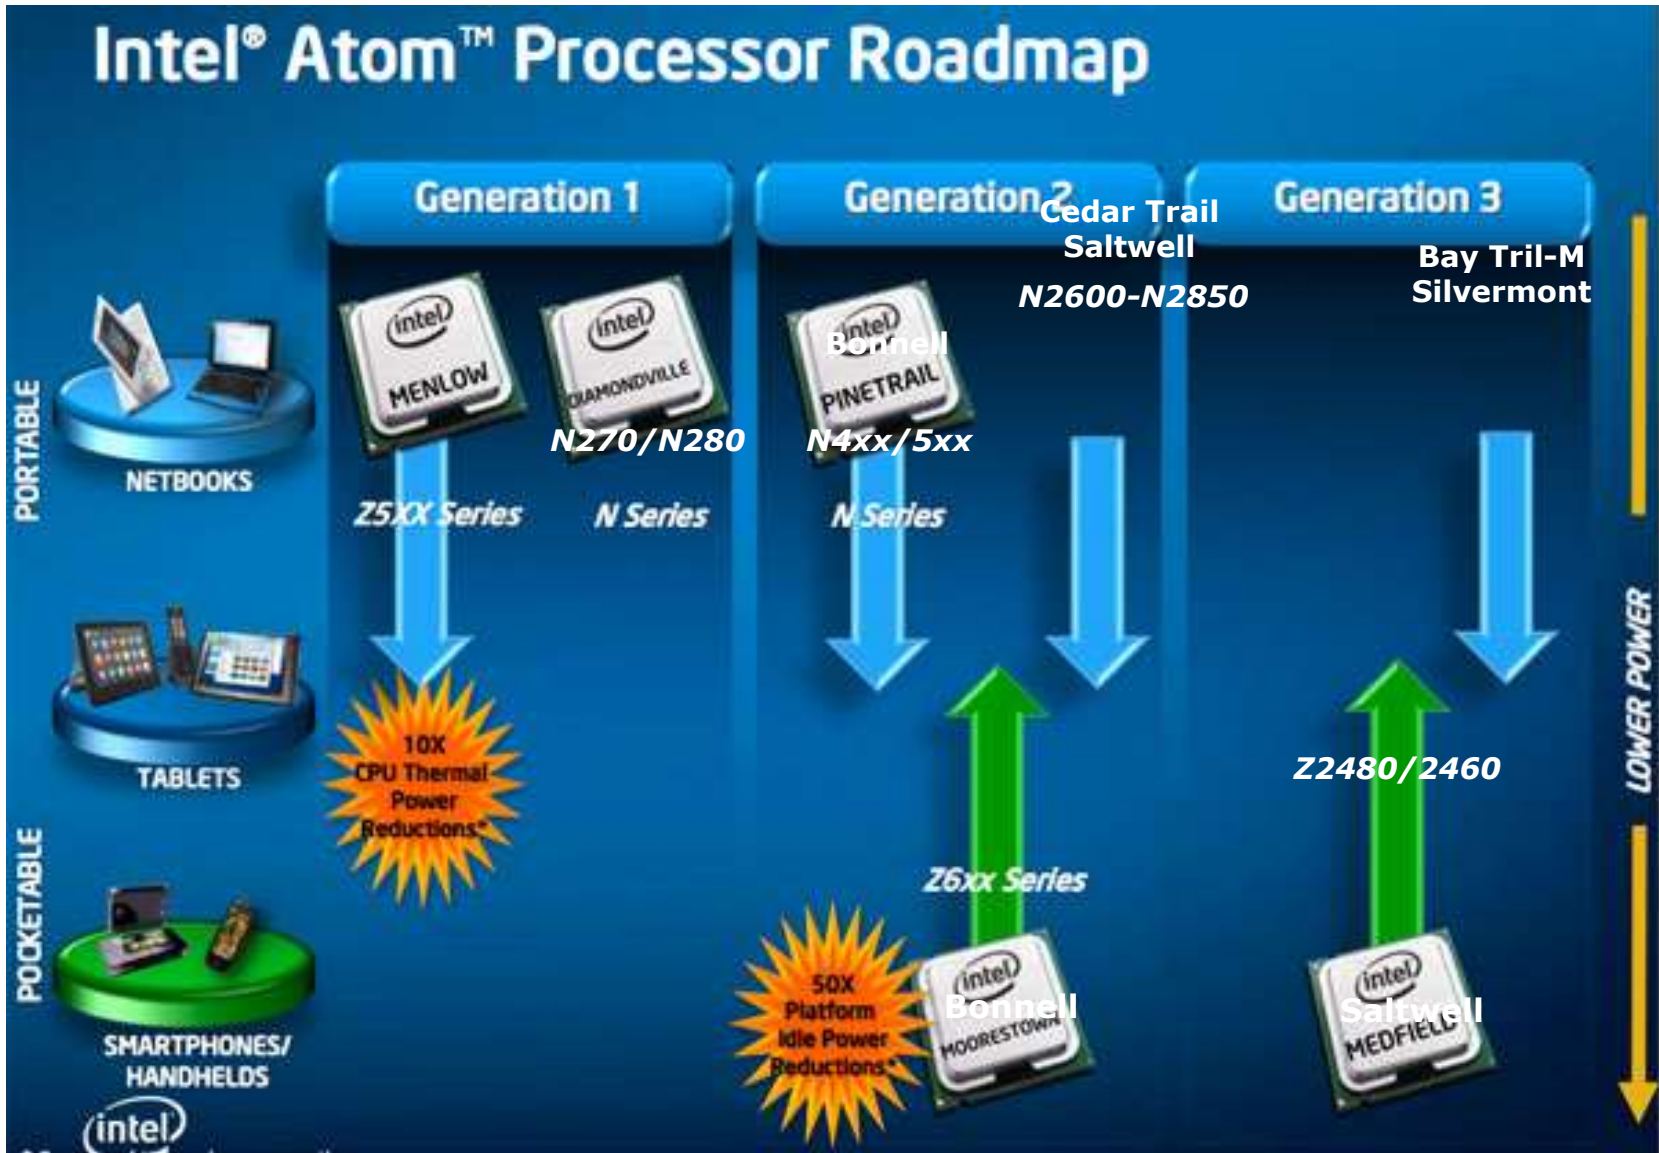 Intel® Atom™ Processor Roadmap
Generation 1
Generation 2
Generation 3
Cedar Trail
Saltwell
N2600-N2850
Bay Tril-M
Silvermont
PORTABLE
NETBOOKS
intel
MENLOW
Z5XX Series
intel
DIAMONDVILLE
N270/N280
N Series
intel
Bonnell
PINETRAIL
N4xx/5xx
N Series
TABLETS
10X
CPU Thermal
Power
Reductions*
Z2480/2460
LOWER POWER
POCKETABLE
SMARTPHONES/
HANDHELDS
Z6xx Series
50X
Platform
Idle Power
Reductions*
intel
Bonnell
MOORESTOWN
intel
Saltwell
MEDFIELD
intel